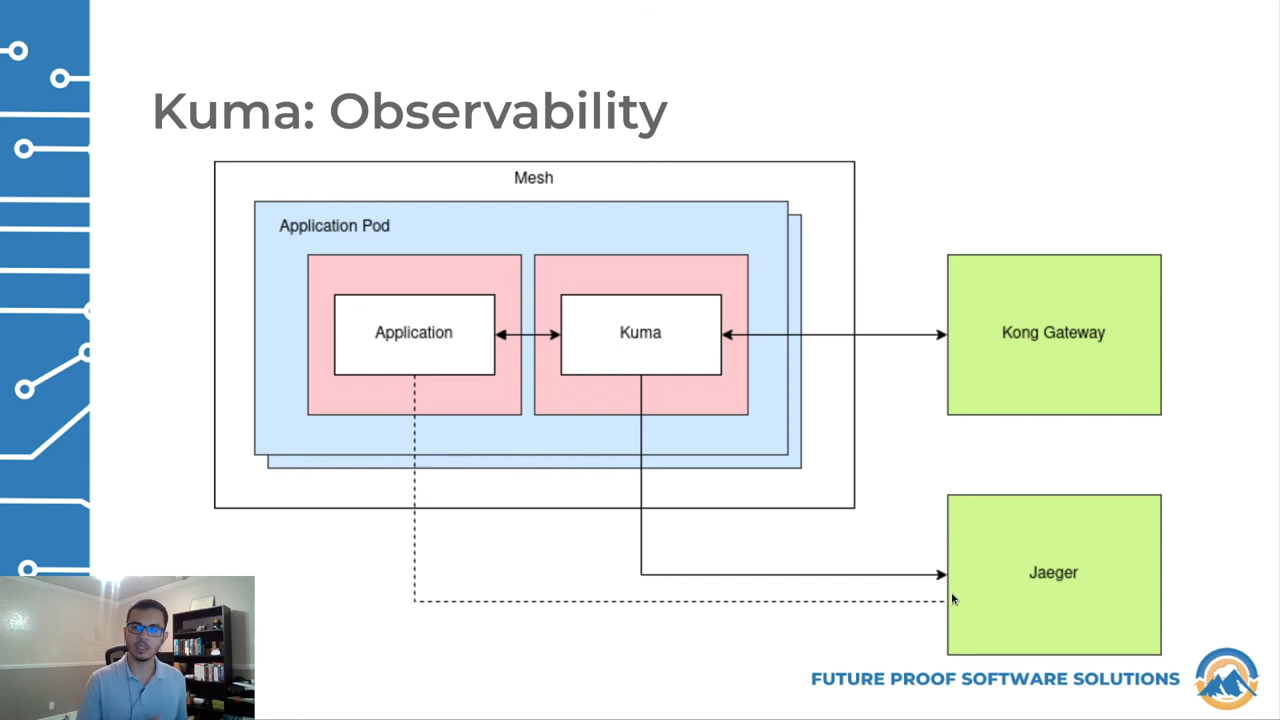 Kuma: Observability
Mesh
Application Pod
Application
Kuma
Kong Gateway
Jaeger
FUTURE PROOF SOFTWARE SOLUTIONS